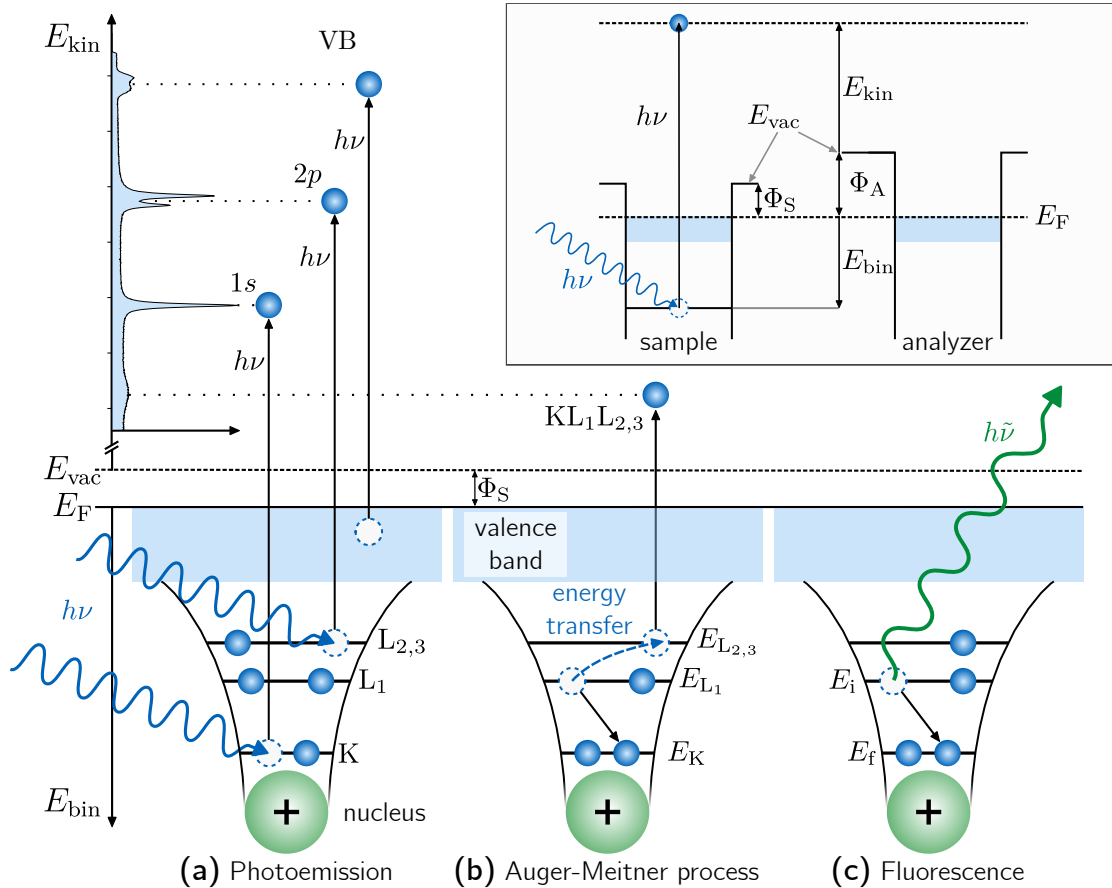 E_kin
VB
hν
2p
hν
1s
hν
E_vac
E_F
hν
E_bin
L_2,3
L_1
K
+
nucleus
(a) Photoemission
KL_1L_2,3
Φ_S
valence
band
energy
transfer
E_L_2,3
E_L_1
E_K
+
(b) Auger-Meitner process
hν̃
E_i
E_f
+
(c) Fluorescence
hν
E_vac
E_kin
Φ_S
Φ_A
E_F
E_bin
hν
sample
analyzer